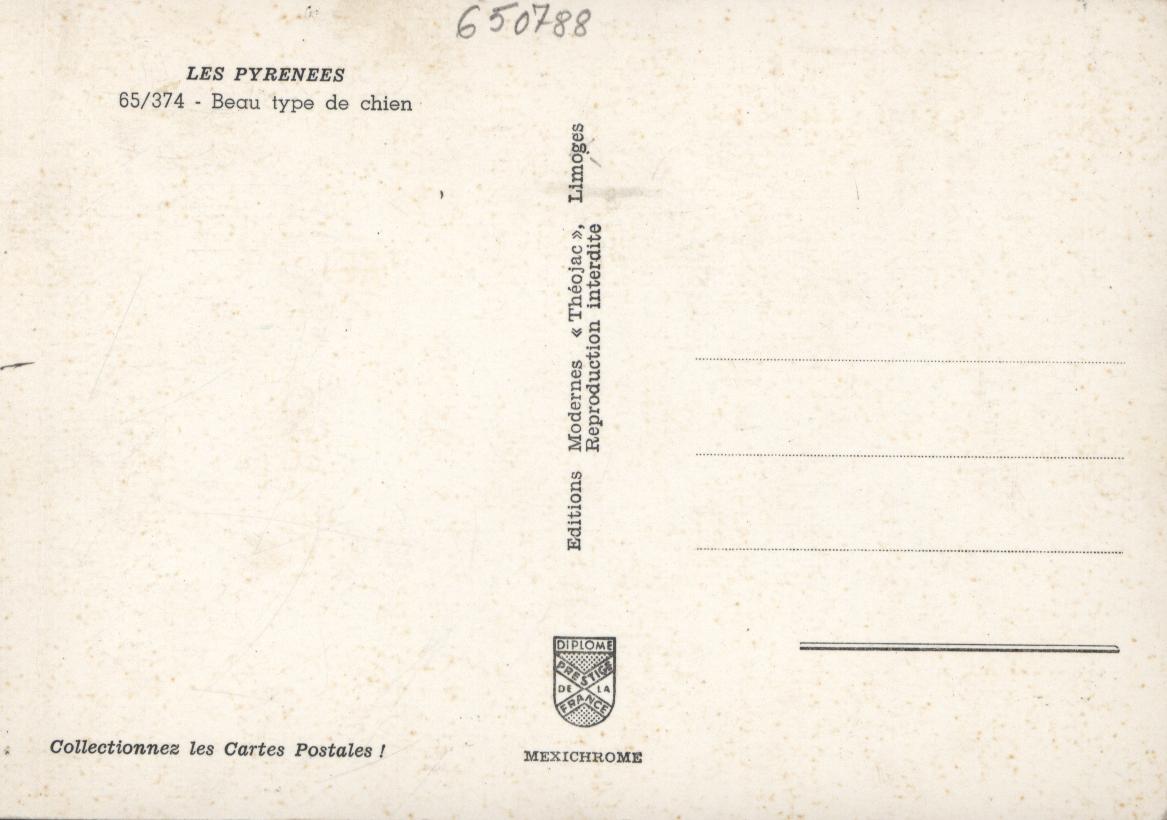 650788
LES PYRENEES
65/374 - Beau type de chien
Editions Modernes « Théojac », Limoges
Reproduction interdite
DIPLOME
PRESTIGE
DE LA
FRANCE
MEXICHROME
Collectionnez les Cartes Postales !